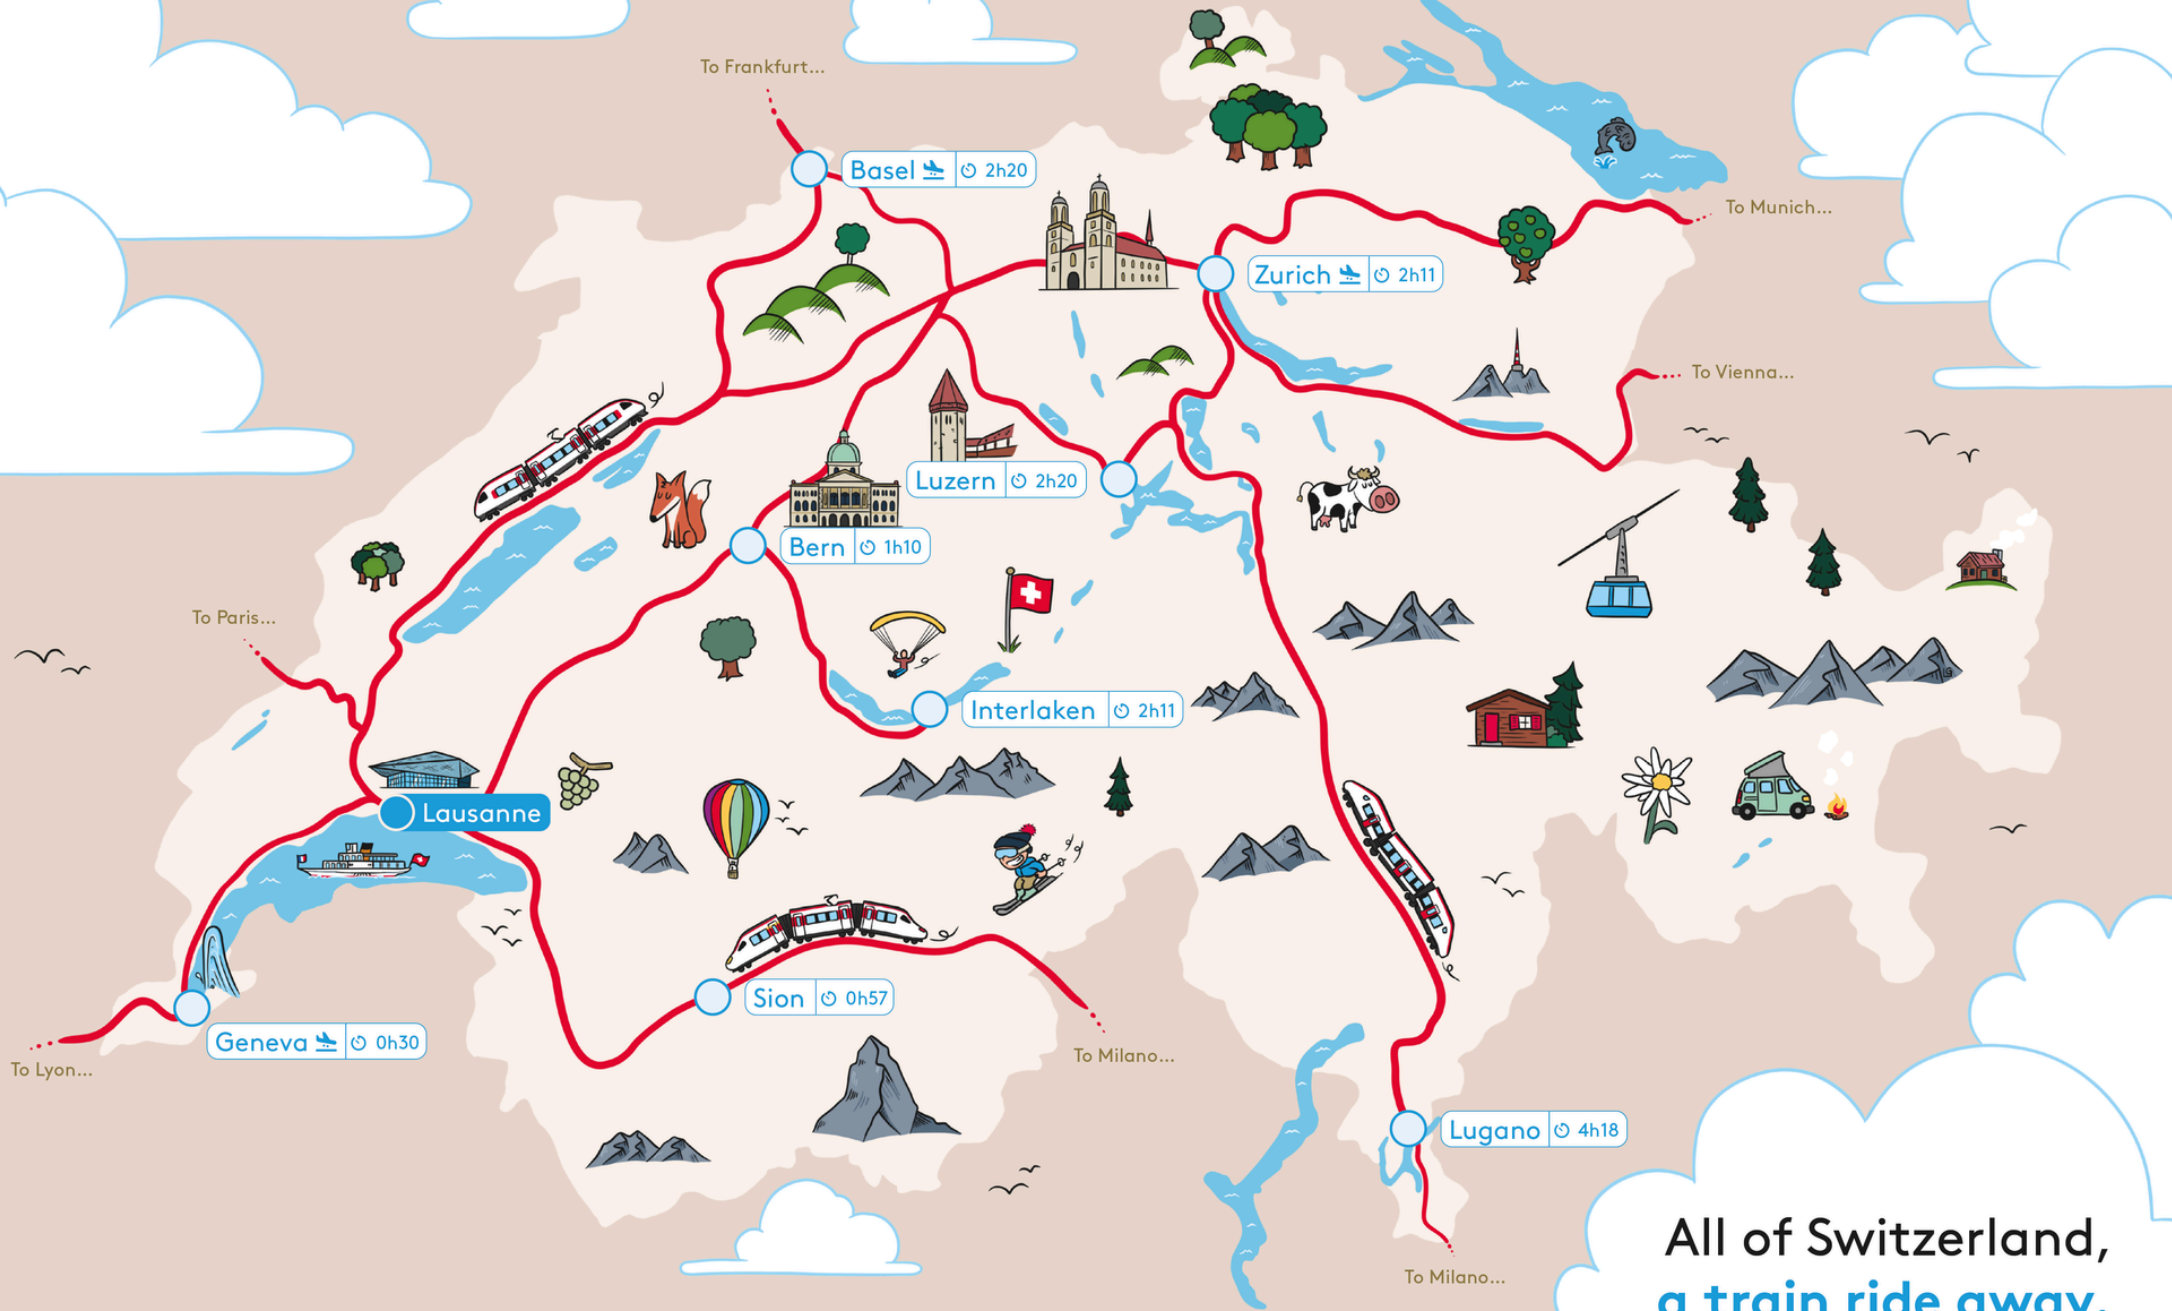 To Frankfurt...
Basel 2h20
To Munich...
Zurich 2h11
To Vienna...
Luzern 2h20
Bern 1h10
To Paris...
Interlaken 2h11
Lausanne
Sion 0h57
Geneva 0h30
To Lyon...
To Milano...
Lugano 4h18
All of Switzerland,
a train ride away.
To Milano...